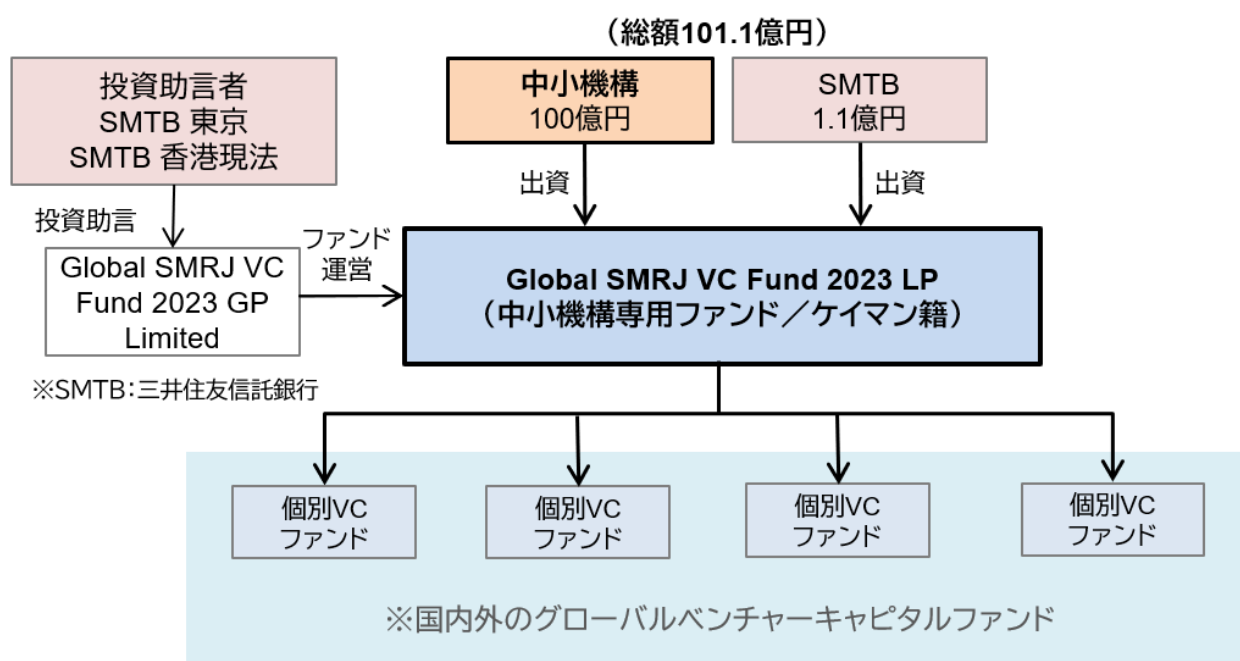 （総額101.1億円）
投資助言者
SMTB 東京
SMTB 香港現法
中小機構
100億円
SMTB
1.1億円
出資
出資
投資助言
ファンド
運営
Global SMRJ VC
Fund 2023 GP
Limited
Global SMRJ VC Fund 2023 LP
（中小機構専用ファンド／ケイマン籍）
※SMTB：三井住友信託銀行
個別VC
ファンド
個別VC
ファンド
個別VC
ファンド
個別VC
ファンド
※国内外のグローバルベンチャーキャピタルファンド